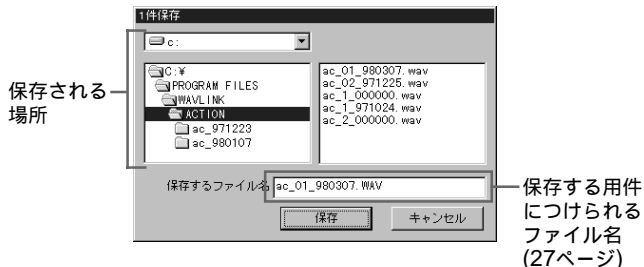 1件保存
c:
C:¥
PROGRAM FILES
WAVLINK
ACTION
ac_971223
ac_980107
ac_01_980307.wav
ac_02_971225.wav
ac_1_000000.wav
ac_1_971024.wav
ac_2_000000.wav
保存される
場所
保存するファイル名 ac_01_980307.WAV
保存 キャンセル
保存する用件
につけられる
ファイル名
(27ページ)